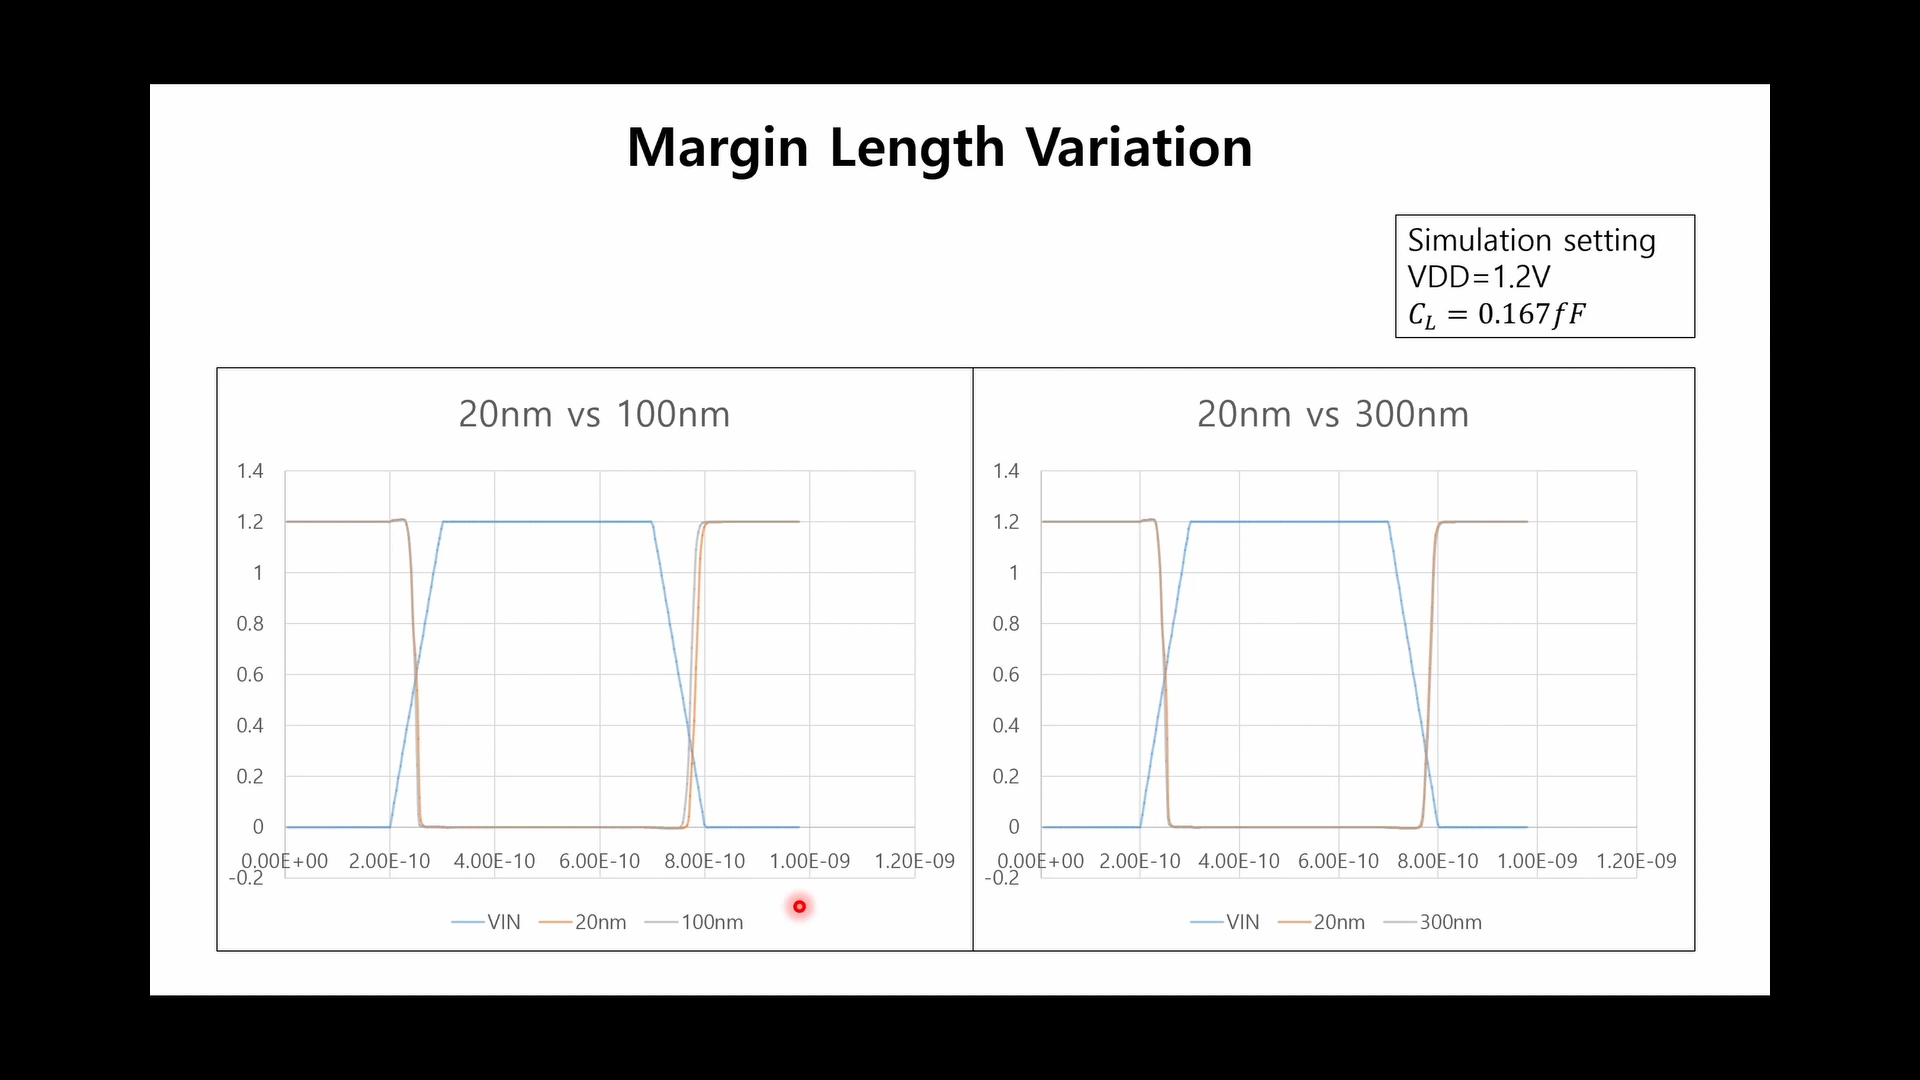 Margin Length Variation
Simulation setting
VDD=1.2V
C_L = 0.167fF
20nm vs 100nm
1.4
1.2
1
0.8
0.6
0.4
0.2
0
-0.2
0.00E+00 2.00E-10 4.00E-10 6.00E-10 8.00E-10 1.00E-09 1.20E-09
VIN 20nm 100nm
20nm vs 300nm
1.4
1.2
1
0.8
0.6
0.4
0.2
0
-0.2
0.00E+00 2.00E-10 4.00E-10 6.00E-10 8.00E-10 1.00E-09 1.20E-09
VIN 20nm 300nm